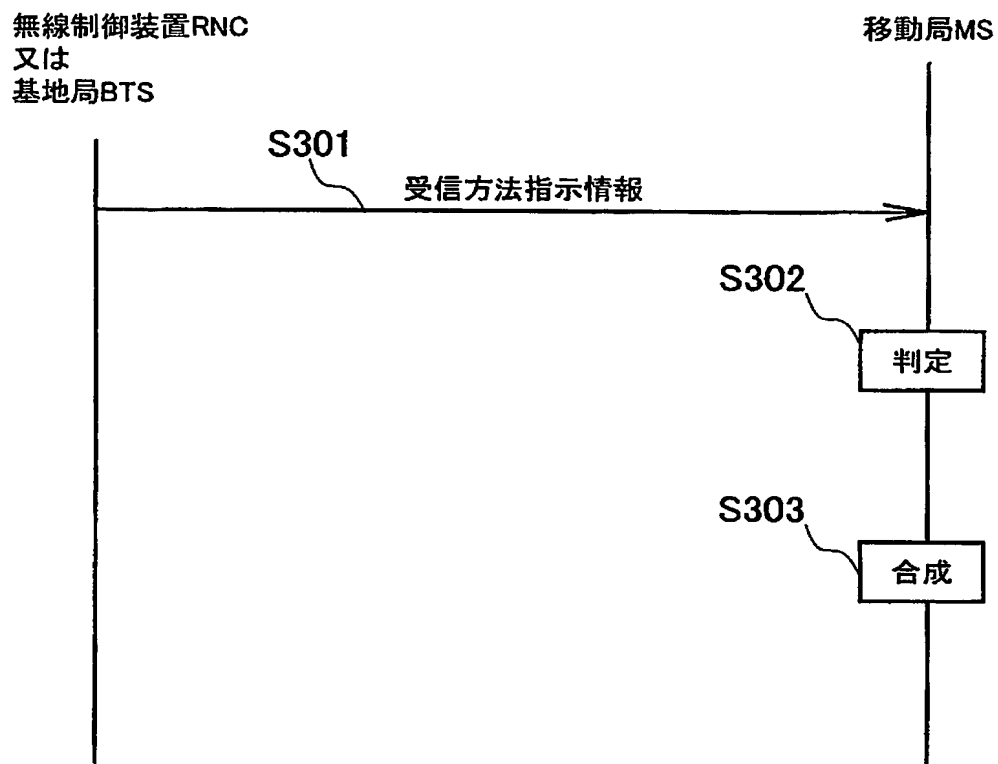 無線制御装置RNC
又は
基地局BTS
移動局MS
S301
受信方法指示情報
S302
判定
S303
合成